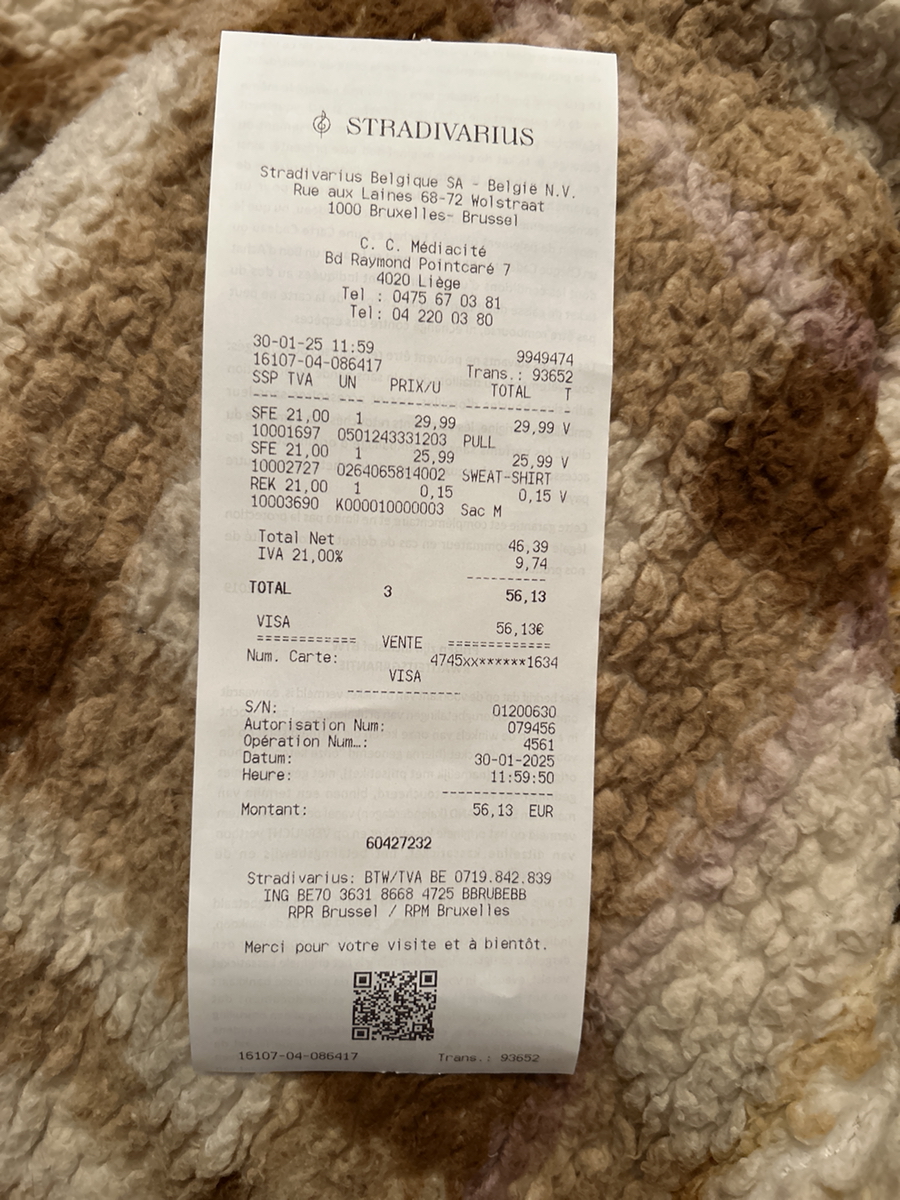 STRADIVARIUS
Stradivarius Belgique SA - België N.V.
Rue aux Laines 68-72 Wolstraat
1000 Bruxelles- Brussel
C. C. Médiacité
Bd Raymond Pointcaré 7
4020 Liège
Tel : 0475 67 03 81
Tel: 04 220 03 80
30-01-25 11:59 9949474
16107-04-086417 Trans.: 93652
SSP TVA UN PRIX/U TOTAL T
--- ------ --- --------- ---------- -
SFE 21,00 1 29,99 29,99 V
10001697 0501243331203 PULL
SFE 21,00 1 25,99 25,99 V
10002727 0264065814002 SWEAT-SHIRT
REK 21,00 1 0,15 0,15 V
10003690 K000010000003 Sac M
Total Net 46,39
IVA 21,00% 9,74
----------
TOTAL 3 56,13
VISA 56,13€
============ VENTE ============
Num. Carte: 4745xx******1634
VISA
-------------
S/N: 01200630
Autorisation Num: 079456
Opération Num…: 4561
Datum: 30-01-2025
Heure: 11:59:50
-------------
Montant: 56,13 EUR
60427232
Stradivarius: BTW/TVA BE 0719.842.839
ING BE70 3631 8668 4725 BBRUBEBB
RPR Brussel / RPM Bruxelles
Merci pour votre visite et à bientôt.
16107-04-086417 Trans.: 93652